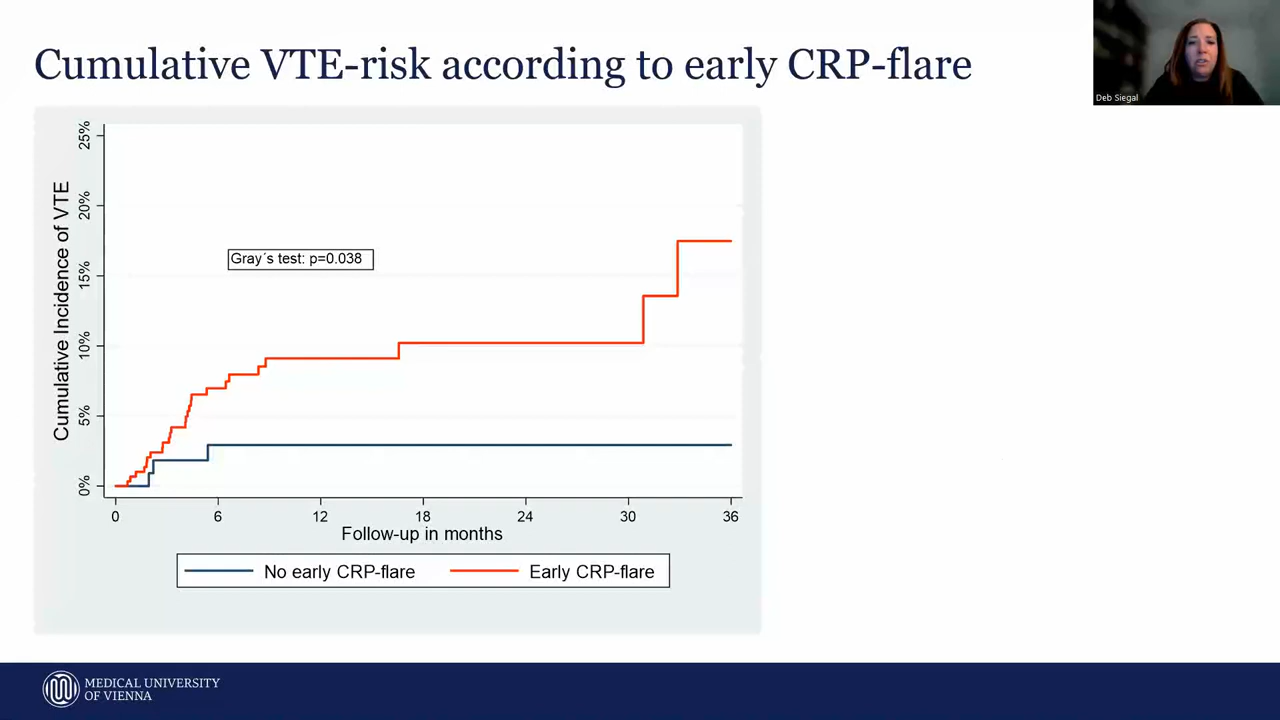 Cumulative VTE-risk according to early CRP-flare
Deb Siegal
Cumulative Incidence of VTE
25%
20%
15%
10%
5%
0%
Gray´s test: p=0.038
0 6 12 18 24 30 36
Follow-up in months
No early CRP-flare Early CRP-flare
MEDICAL UNIVERSITY
OF VIENNA